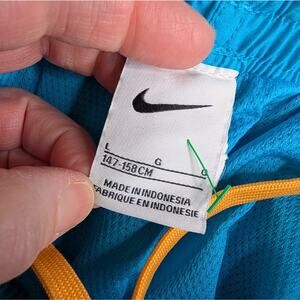 L G G
147-158CM
MADE IN INDONESIA
FABRIQUE EN INDONESIE